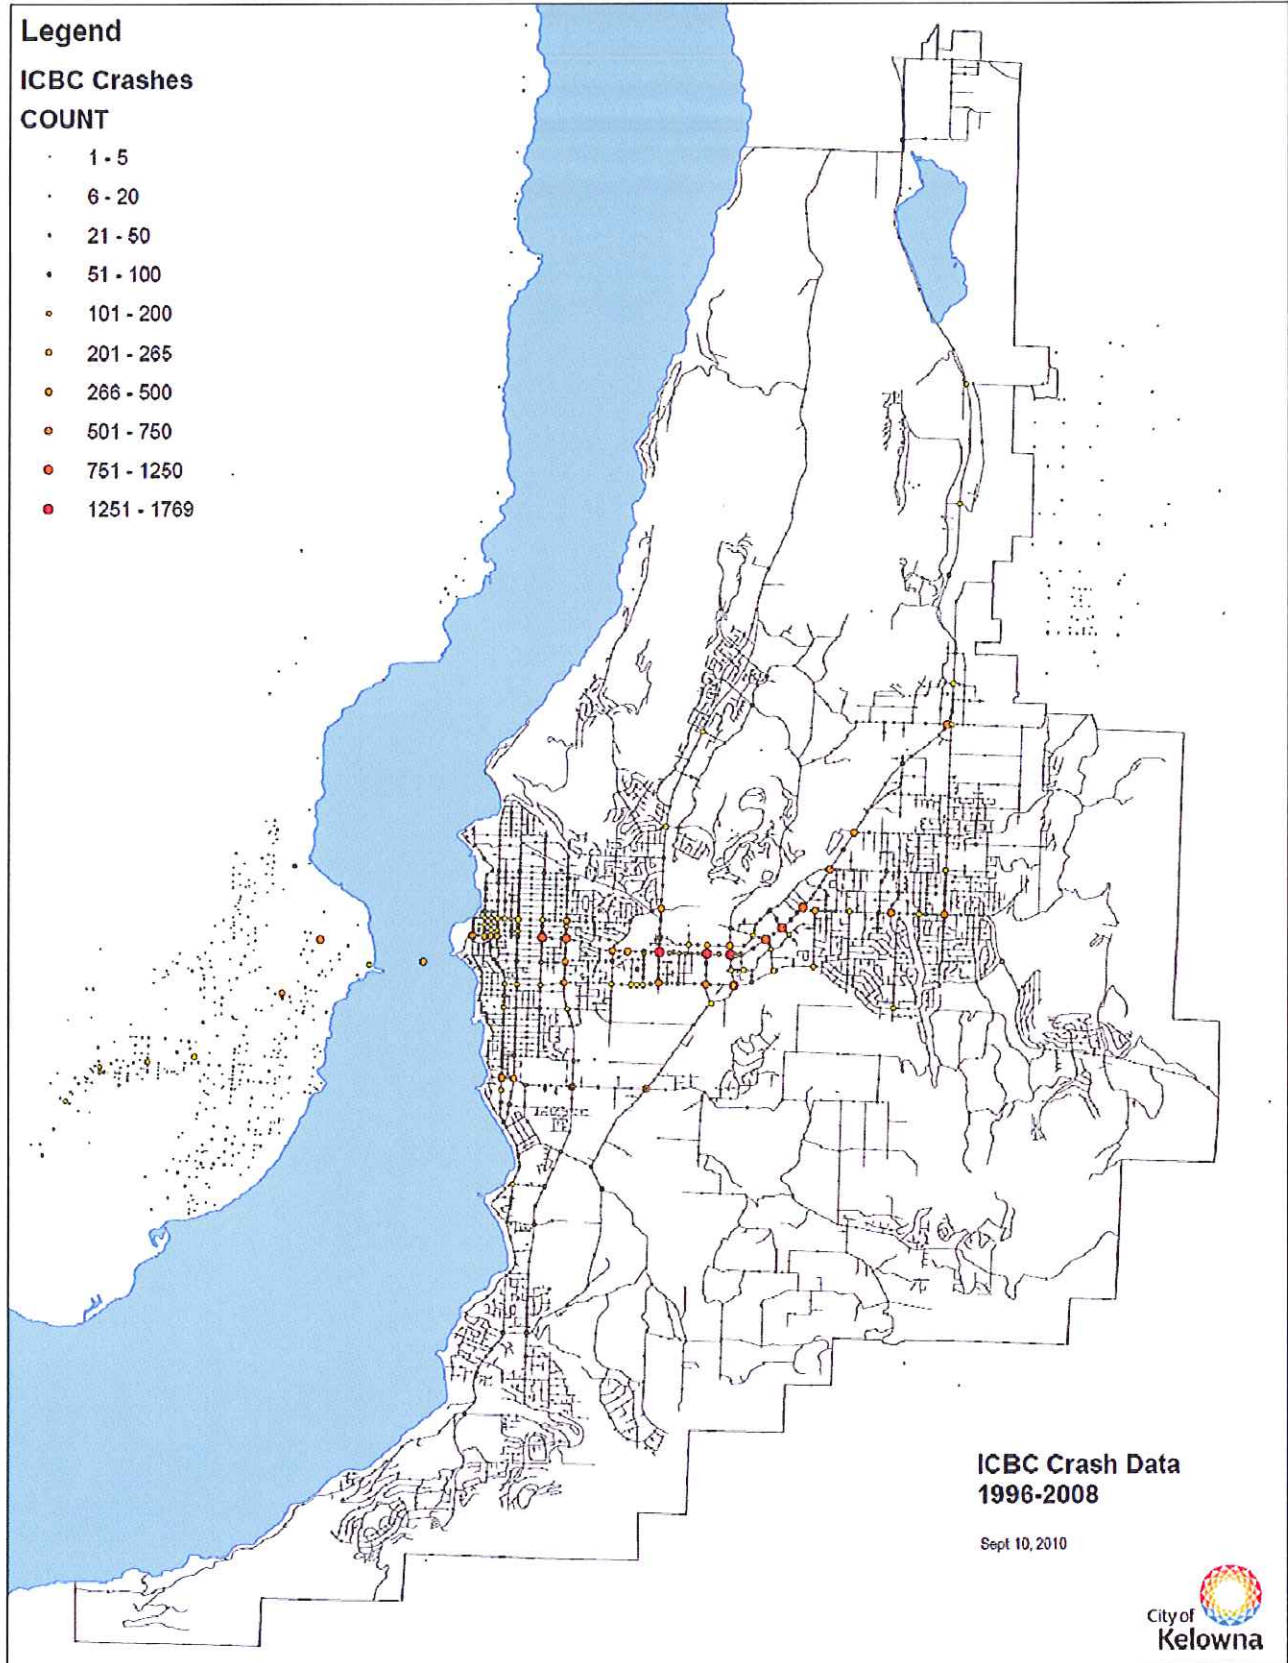 Legend
ICBC Crashes
COUNT
1 - 5
6 - 20
21 - 50
51 - 100
101 - 200
201 - 265
266 - 500
501 - 750
751 - 1250
1251 - 1769
ICBC Crash Data
1996-2008
Sept 10, 2010
City of
Kelowna